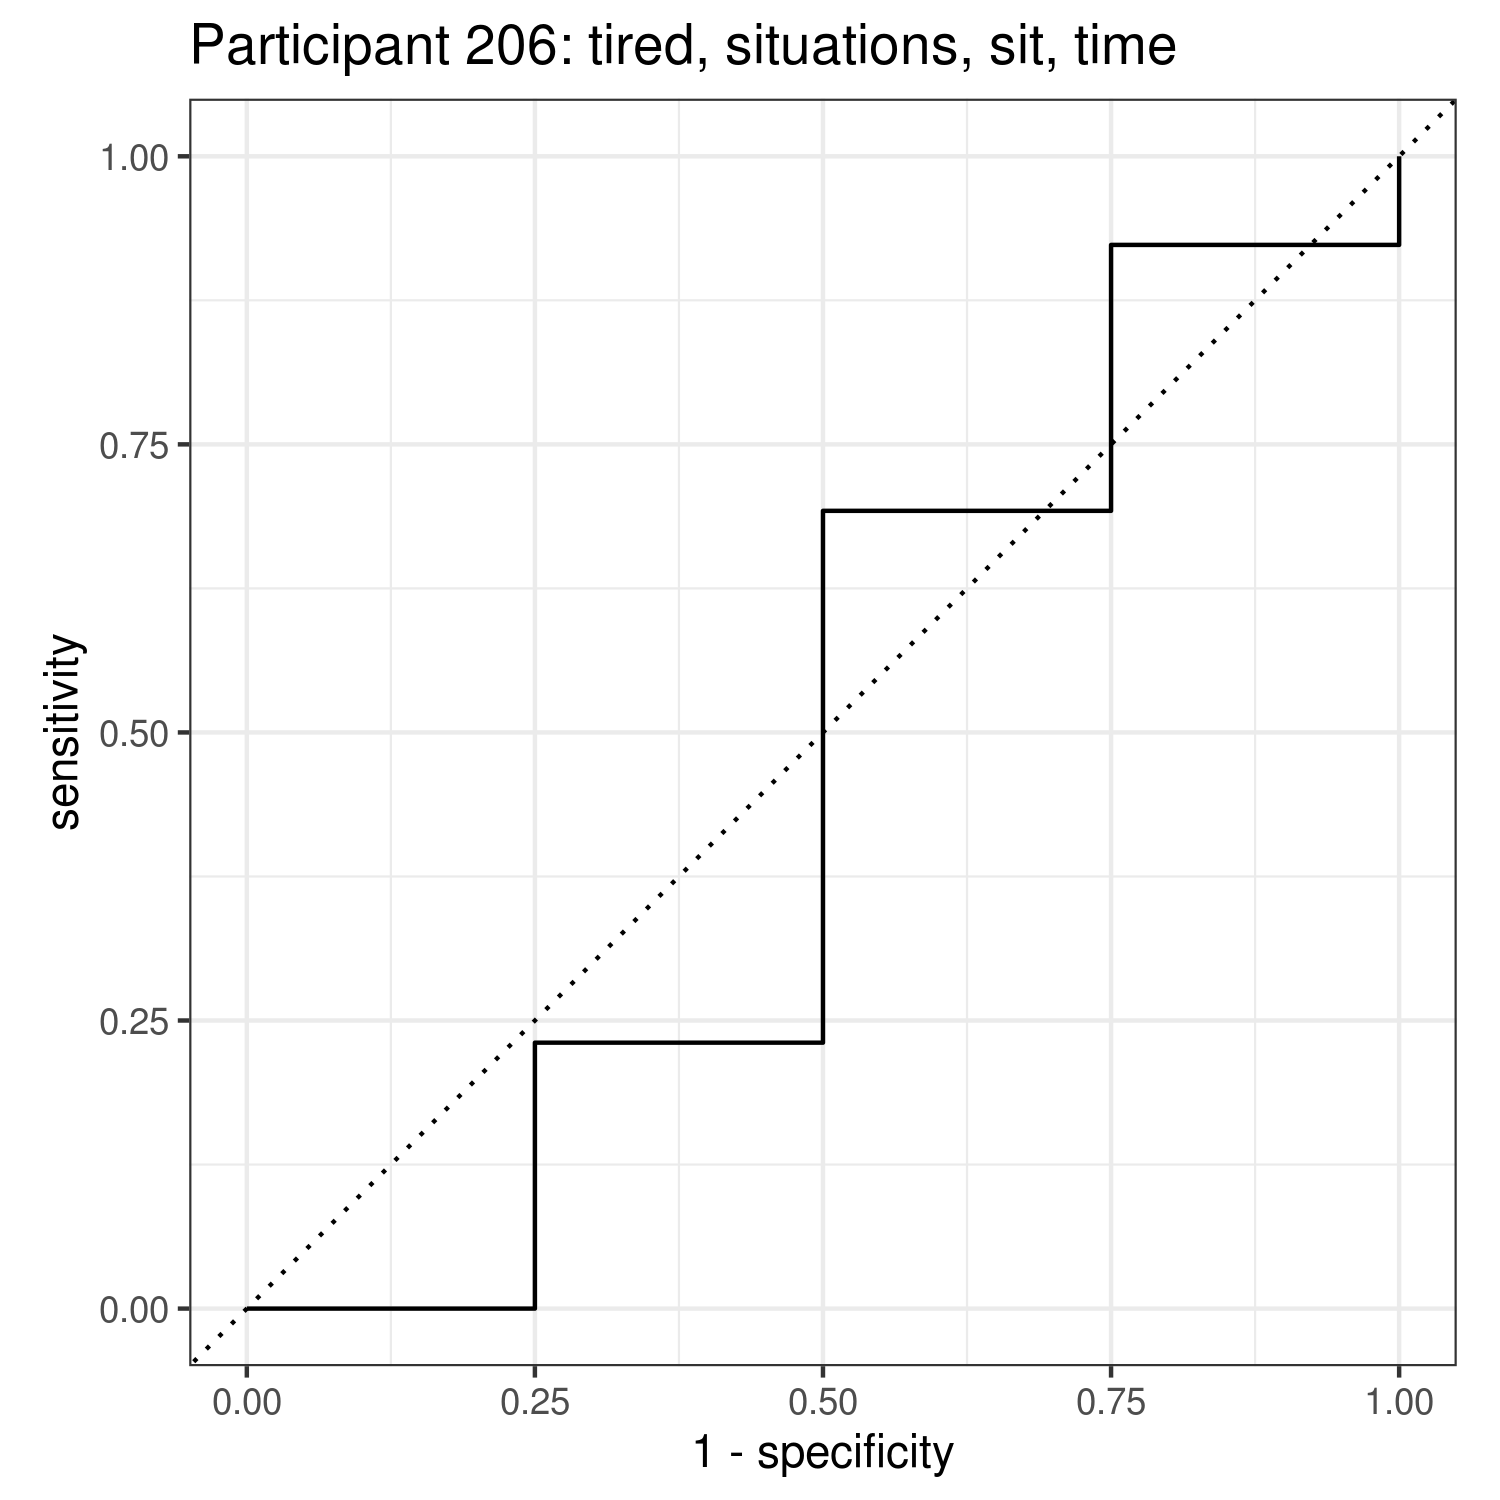 Participant 206: tired, situations, sit, time
1.00
0.75
0.50
0.25
0.00
sensitivity
0.00 0.25 0.50 0.75 1.00
1 - specificity